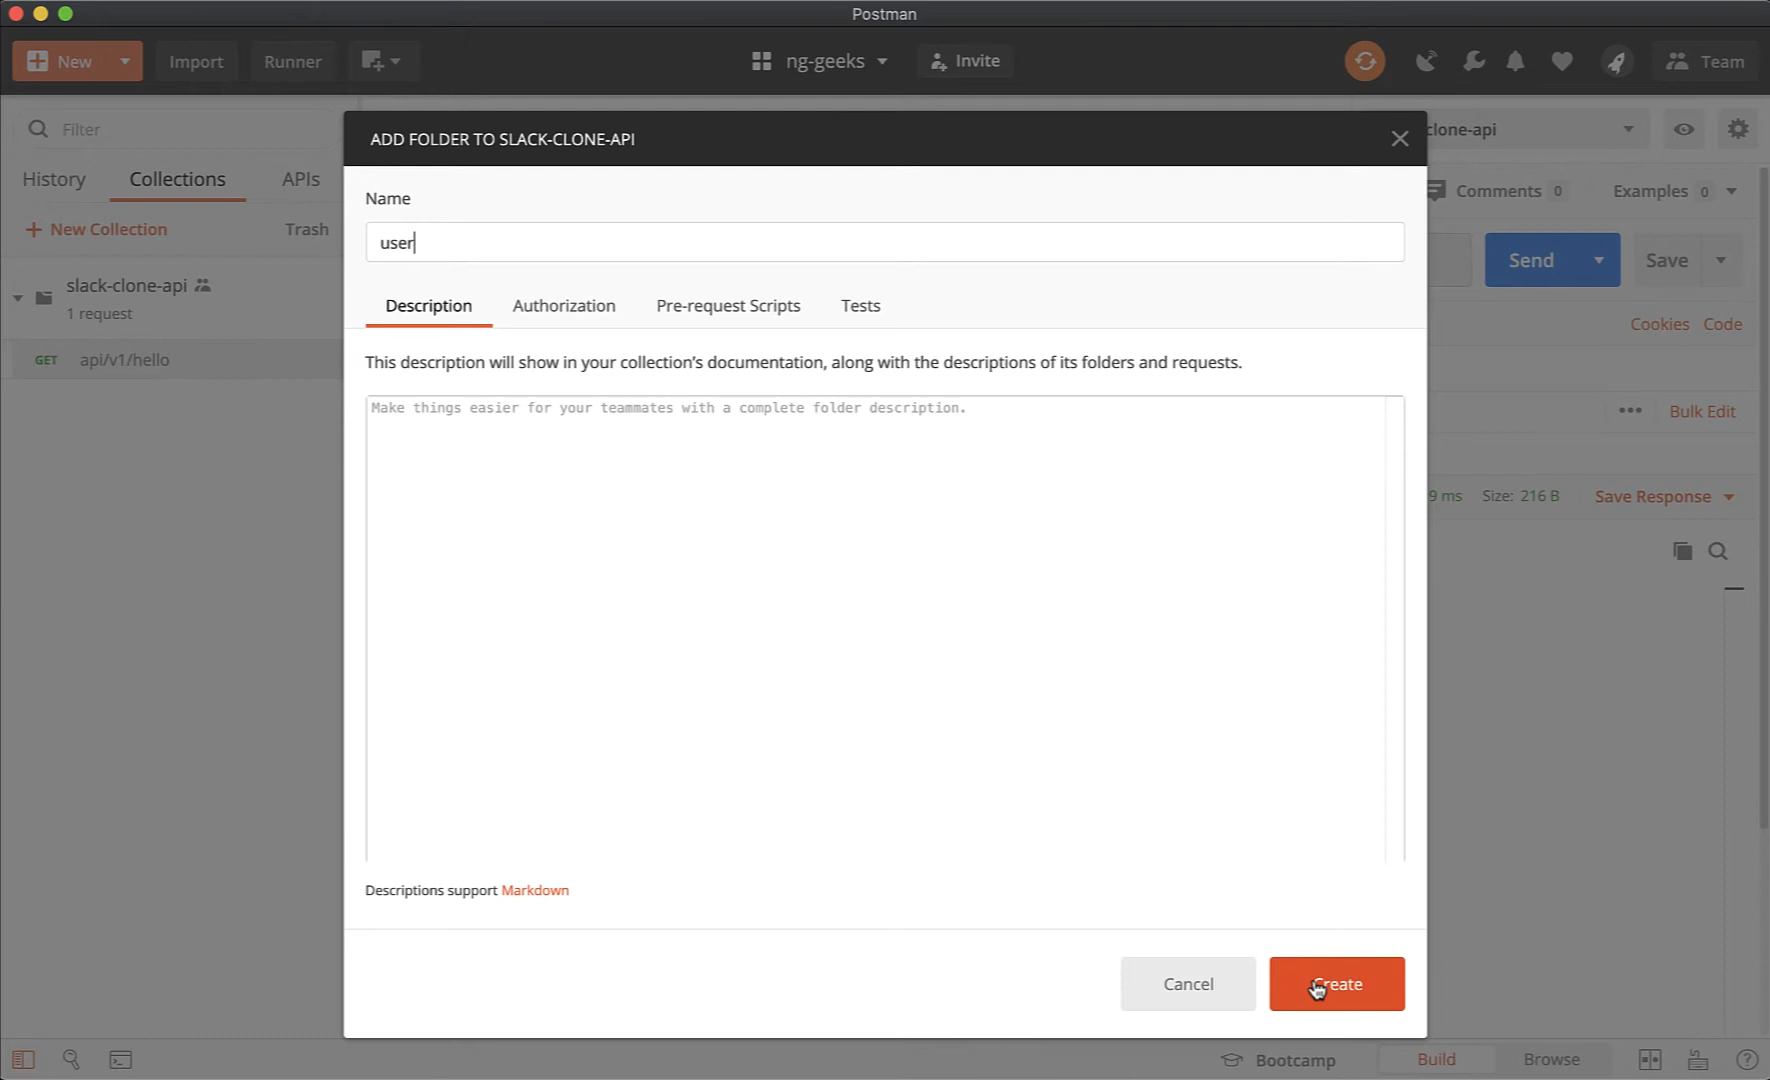 Postman
New
Import
Runner
ng-geeks
Invite
Team
Filter
History
Collections
APIs
New Collection
Trash
slack-clone-api
1 request
GET api/v1/hello
ADD FOLDER TO SLACK-CLONE-API
Name
user
Description
Authorization
Pre-request Scripts
Tests
This description will show in your collection's documentation, along with the descriptions of its folders and requests.
Make things easier for your teammates with a complete folder description.
Descriptions support Markdown
Cancel
Create
clone-api
Comments 0
Examples 0
Send
Save
Cookies
Code
Bulk Edit
9 ms
Size: 216 B
Save Response
Bootcamp
Build
Browse